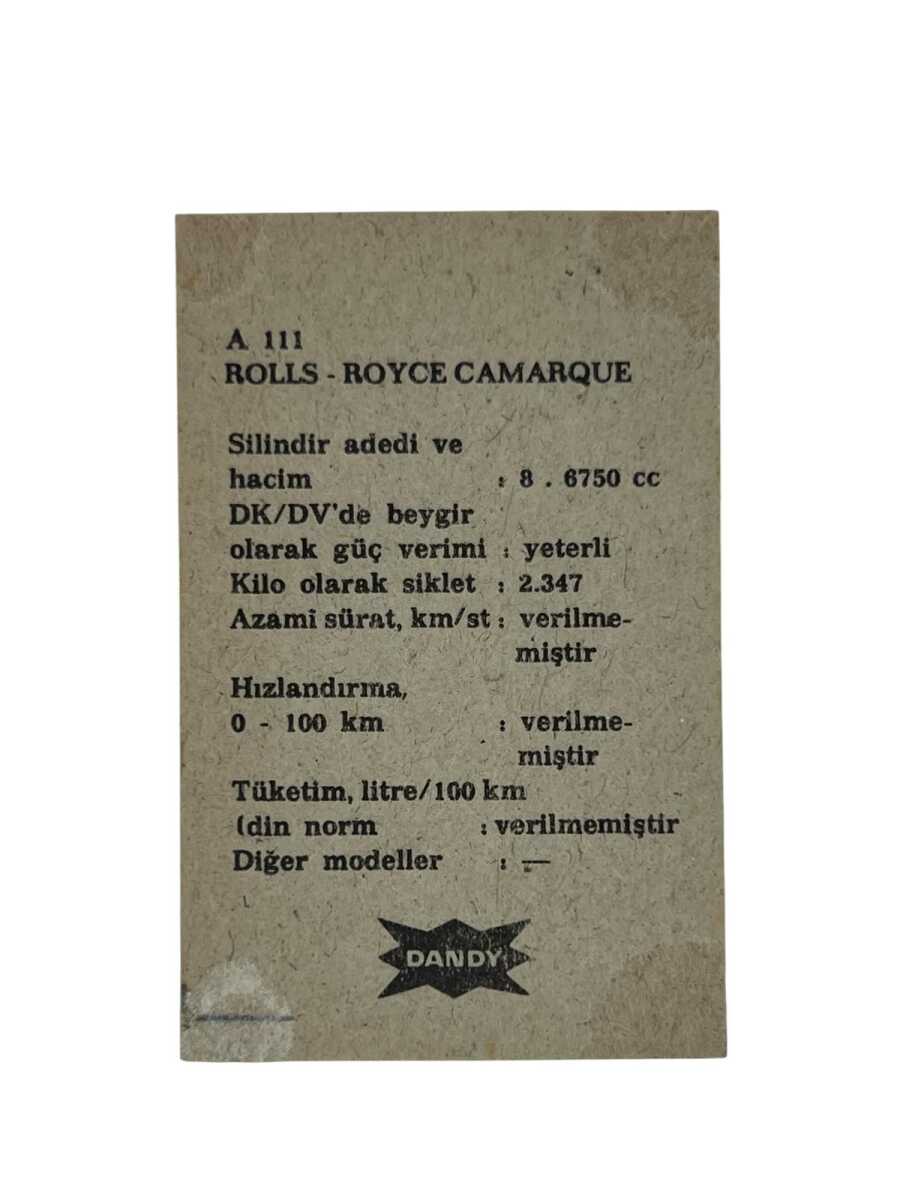 A 111
ROLLS - ROYCE CAMARQUE
Silindir adedi ve
hacim : 8 . 6750 cc
DK/DV'de beygir
olarak güç verimi : yeterli
Kilo olarak siklet : 2.347
Azami sürat, km/st : verilme-
miştir
Hızlandırma,
0 - 100 km : verilme-
miştir
Tüketim, litre/100 km
(din norm : verilmemiştir
Diğer modeller : —
DANDY